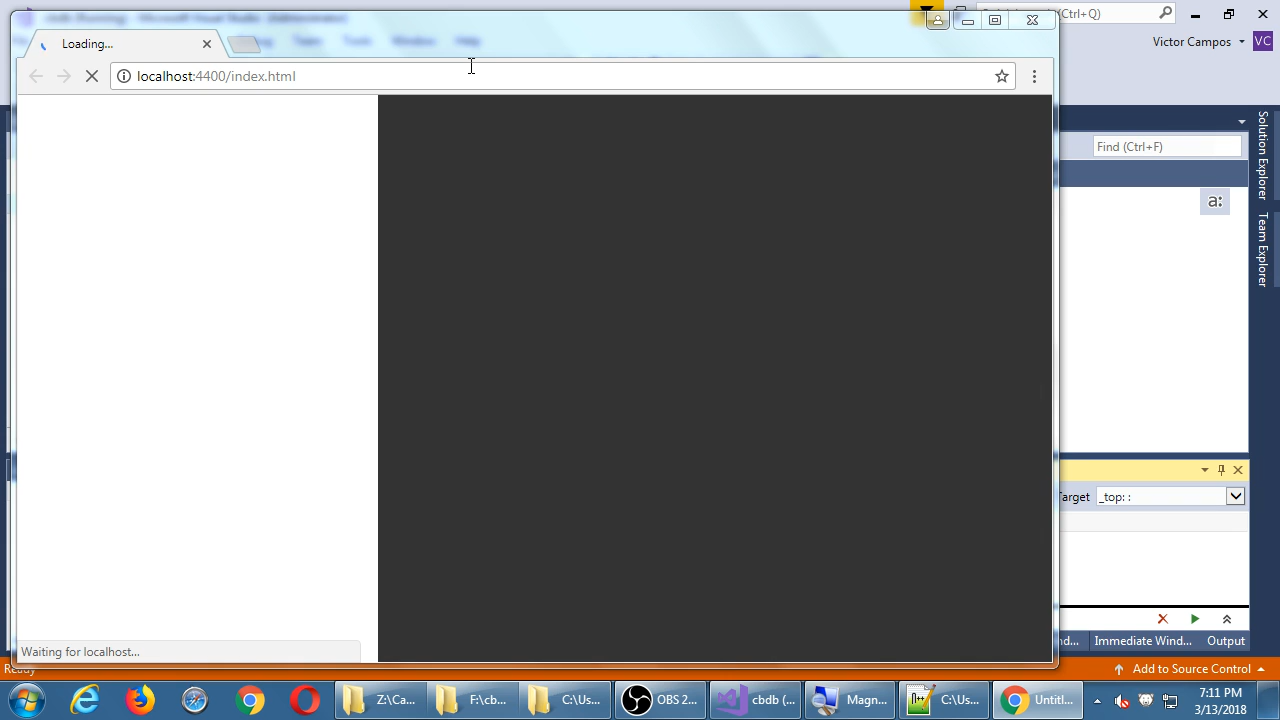 (Ctrl+Q)
Loading...
Victor Campos
VC
localhost:4400/index.html
Find (Ctrl+F)
a:
Solution Explorer
Team Explorer
Target
_top: :
Waiting for localhost...
nd...
Immediate Wind...
Output
Ready
Add to Source Control
Z:\Ca...
F:\cb...
C:\Us...
OBS 2...
cbdb (...
Magn...
C:\Us...
Untitl...
7:11 PM
3/13/2018